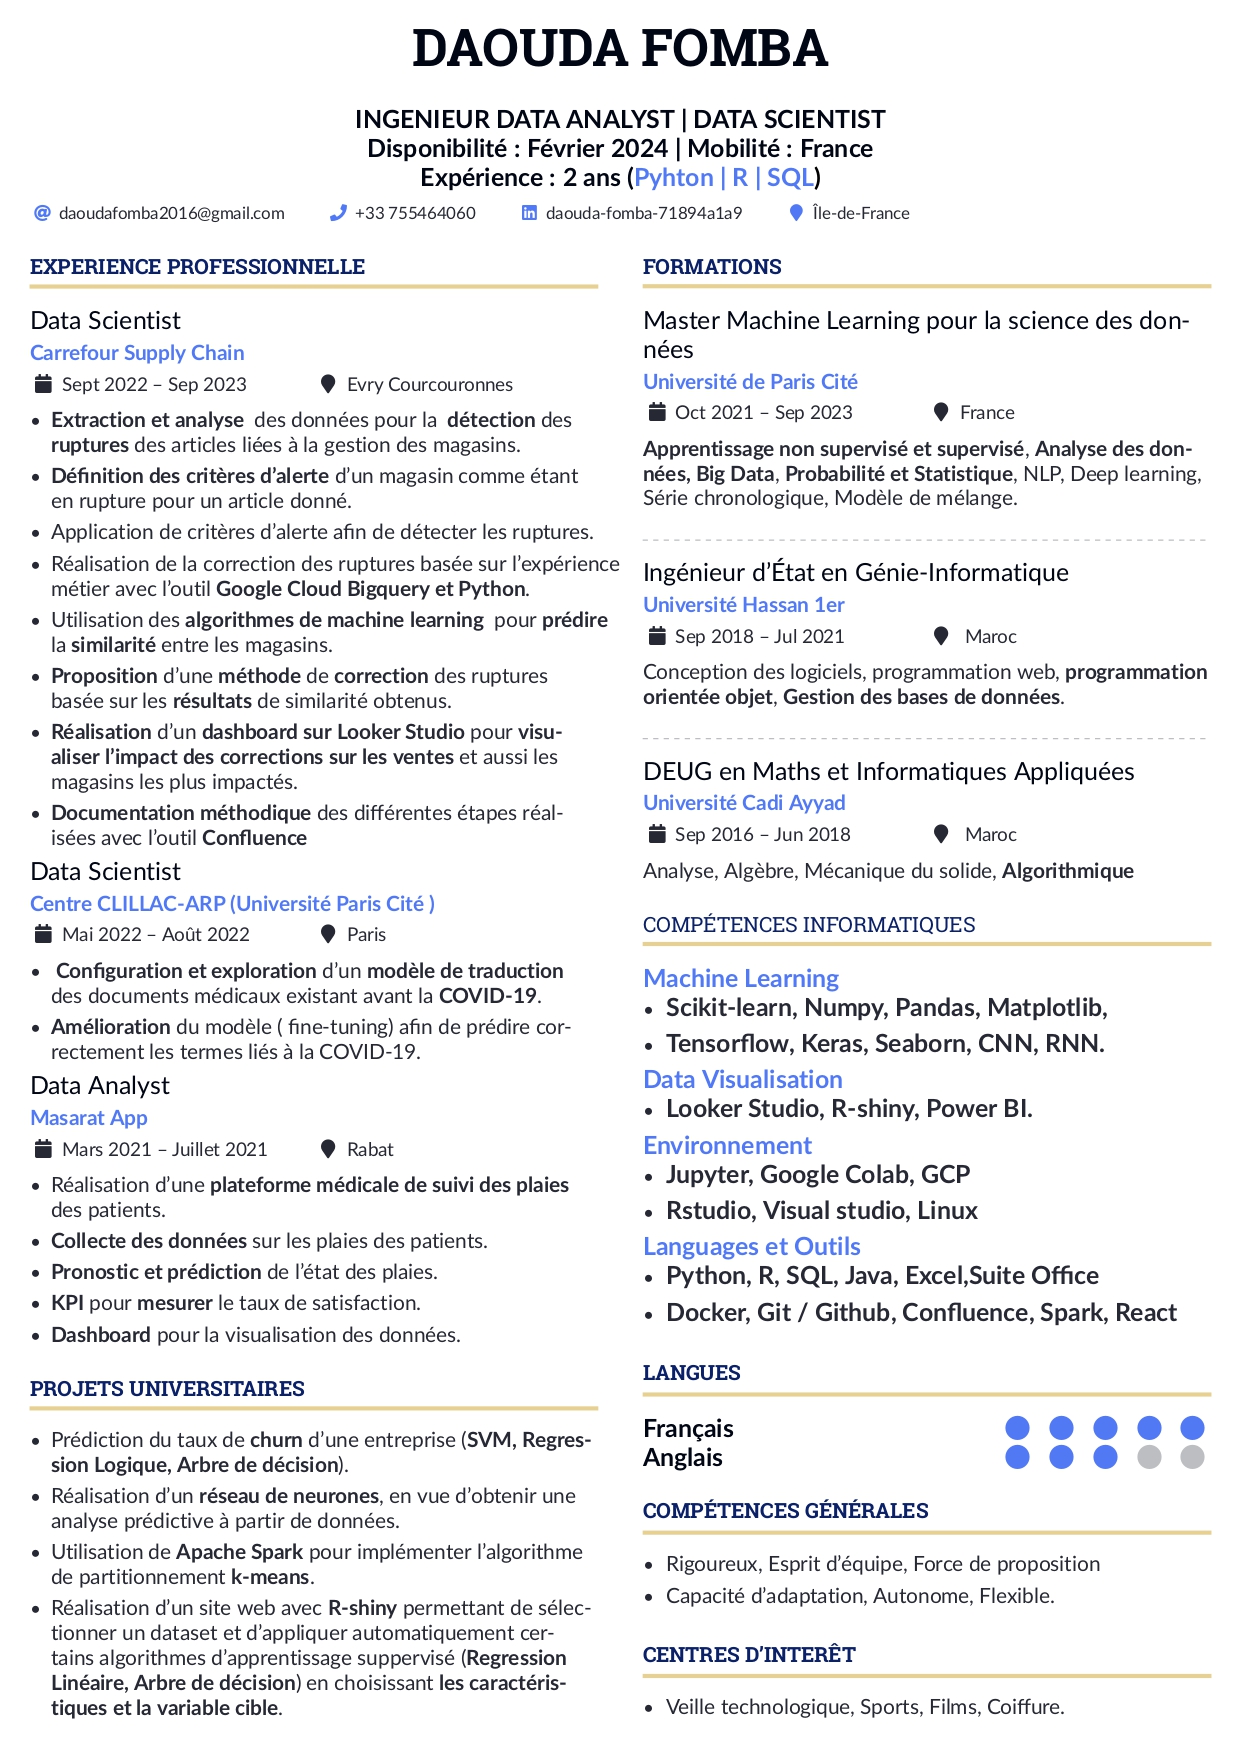 DAOUDA FOMBA
INGENIEUR DATA ANALYST | DATA SCIENTIST
Disponibilité : Février 2024 | Mobilité : France
Expérience : 2 ans (Pyhton | R | SQL)
daoudafomba2016@gmail.com +33 755464060 daouda-fomba-71894a1a9 Île-de-France
EXPERIENCE PROFESSIONNELLE
Data Scientist
Carrefour Supply Chain
Sept 2022 – Sep 2023 Evry Courcouronnes
• Extraction et analyse des données pour la détection des
ruptures des articles liées à la gestion des magasins.
• Définition des critères d’alerte d’un magasin comme étant
en rupture pour un article donné.
• Application de critères d’alerte afin de détecter les ruptures.
• Réalisation de la correction des ruptures basée sur l’expérience
métier avec l’outil Google Cloud Bigquery et Python.
• Utilisation des algorithmes de machine learning pour prédire
la similarité entre les magasins.
• Proposition d’une méthode de correction des ruptures
basée sur les résultats de similarité obtenus.
• Réalisation d’un dashboard sur Looker Studio pour visu-
aliser l’impact des corrections sur les ventes et aussi les
magasins les plus impactés.
• Documentation méthodique des différentes étapes réal-
isées avec l’outil Confluence
Data Scientist
Centre CLILLAC-ARP (Université Paris Cité )
Mai 2022 – Août 2022 Paris
• Configuration et exploration d’un modèle de traduction
des documents médicaux existant avant la COVID-19.
• Amélioration du modèle ( fine-tuning) afin de prédire cor-
rectement les termes liés à la COVID-19.
Data Analyst
Masarat App
Mars 2021 – Juillet 2021 Rabat
• Réalisation d’une plateforme médicale de suivi des plaies
des patients.
• Collecte des données sur les plaies des patients.
• Pronostic et prédiction de l’état des plaies.
• KPI pour mesurer le taux de satisfaction.
• Dashboard pour la visualisation des données.
PROJETS UNIVERSITAIRES
• Prédiction du taux de churn d’une entreprise (SVM, Regres-
sion Logique, Arbre de décision).
• Réalisation d’un réseau de neurones, en vue d’obtenir une
analyse prédictive à partir de données.
• Utilisation de Apache Spark pour implémenter l’algorithme
de partitionnement k-means.
• Réalisation d’un site web avec R-shiny permettant de sélec-
tionner un dataset et d’appliquer automatiquement cer-
tains algorithmes d’apprentissage suppervisé (Regression
Linéaire, Arbre de décision) en choisissant les caractéris-
tiques et la variable cible.
FORMATIONS
Master Machine Learning pour la science des don-
nées
Université de Paris Cité
Oct 2021 – Sep 2023 France
Apprentissage non supervisé et supervisé, Analyse des don-
nées, Big Data, Probabilité et Statistique, NLP, Deep learning,
Série chronologique, Modèle de mélange.
Ingénieur d’État en Génie-Informatique
Université Hassan 1er
Sep 2018 – Jul 2021 Maroc
Conception des logiciels, programmation web, programmation
orientée objet, Gestion des bases de données.
DEUG en Maths et Informatiques Appliquées
Université Cadi Ayyad
Sep 2016 – Jun 2018 Maroc
Analyse, Algèbre, Mécanique du solide, Algorithmique
COMPÉTENCES INFORMATIQUES
Machine Learning
• Scikit-learn, Numpy, Pandas, Matplotlib,
• Tensorflow, Keras, Seaborn, CNN, RNN.
Data Visualisation
• Looker Studio, R-shiny, Power BI.
Environnement
• Jupyter, Google Colab, GCP
• Rstudio, Visual studio, Linux
Languages et Outils
• Python, R, SQL, Java, Excel,Suite Office
• Docker, Git / Github, Confluence, Spark, React
LANGUES
Français
Anglais
COMPÉTENCES GÉNÉRALES
• Rigoureux, Esprit d’équipe, Force de proposition
• Capacité d’adaptation, Autonome, Flexible.
CENTRES D’INTERÊT
• Veille technologique, Sports, Films, Coiffure.